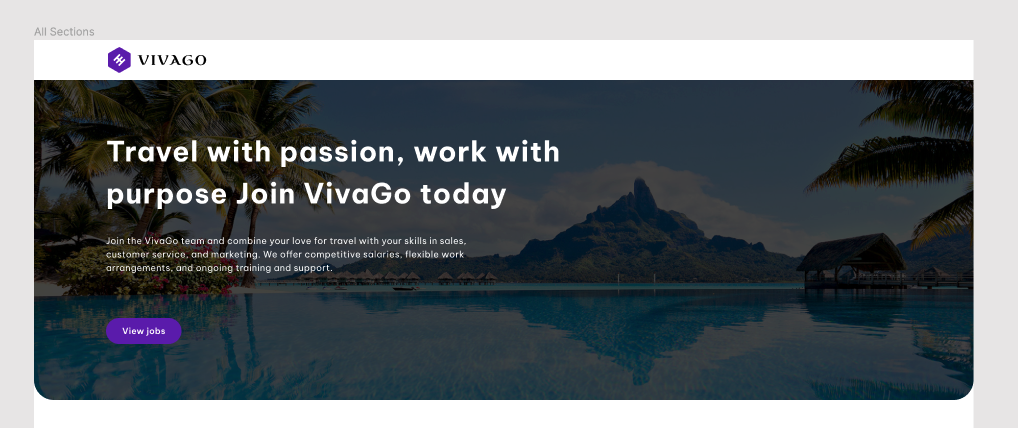 All Sections
VIVAGO
Travel with passion, work with
purpose Join VivaGo today
Join the VivaGo team and combine your love for travel with your skills in sales,
customer service, and marketing. We offer competitive salaries, flexible work
arrangements, and ongoing training and support.
View jobs